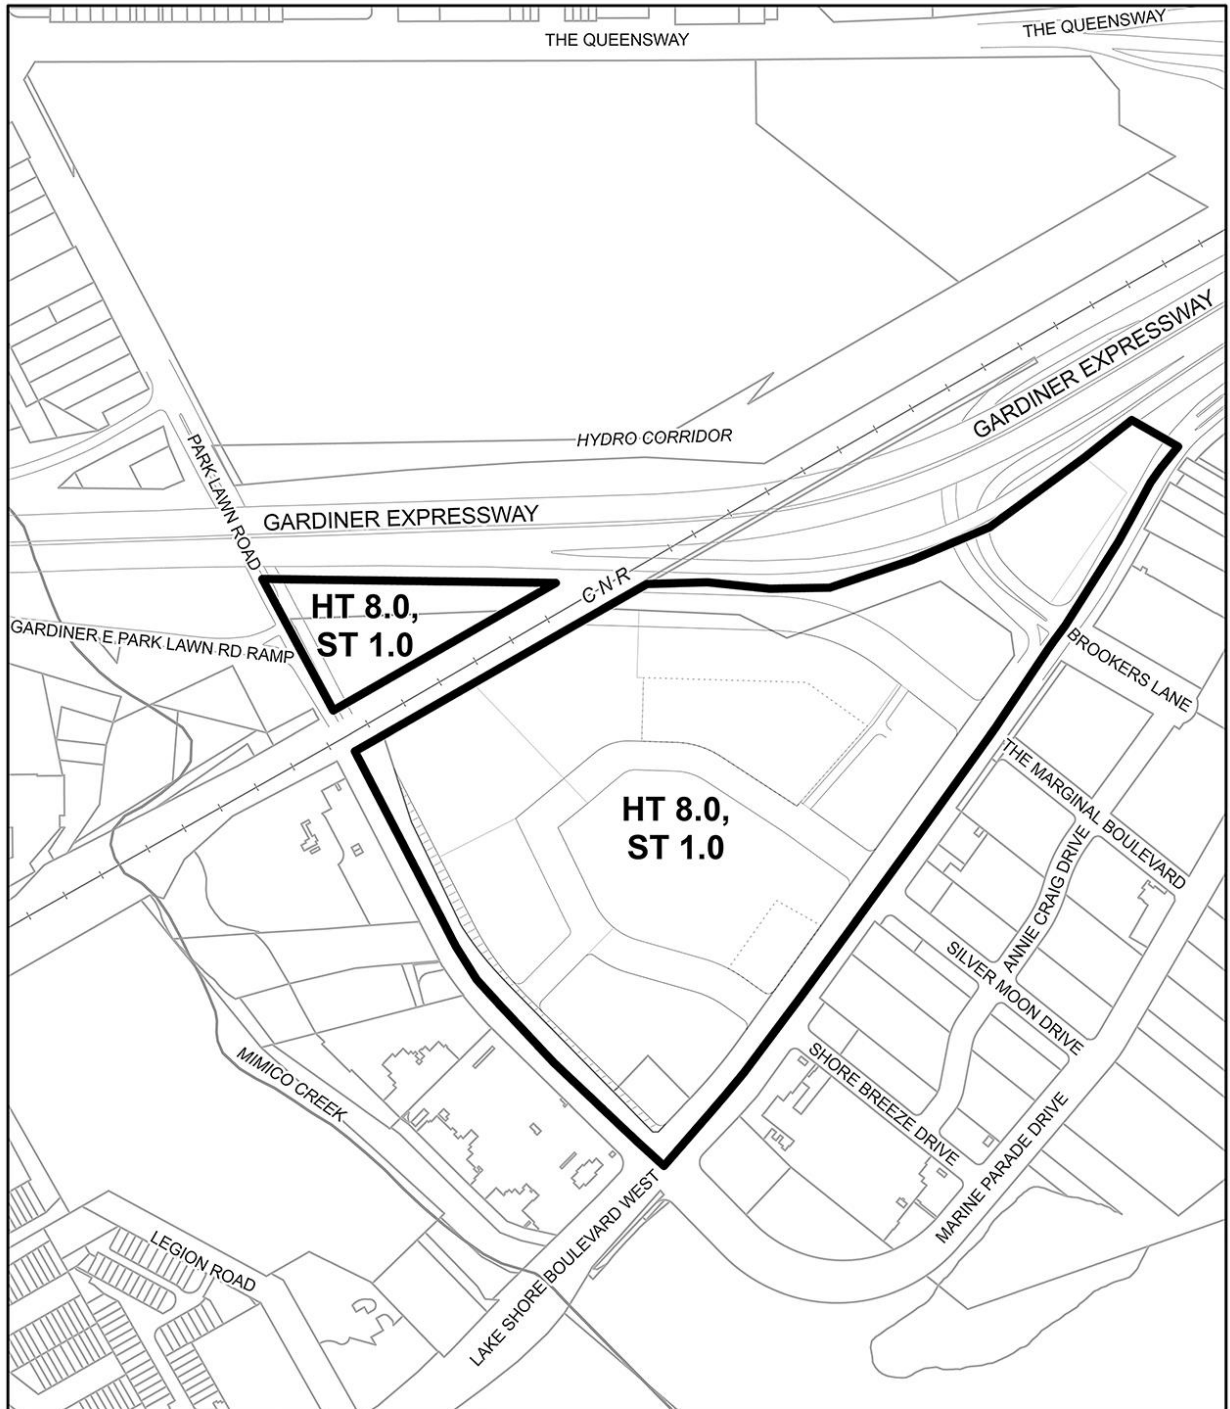 THE QUEENSWAY
THE QUEENSWAY
GARDINER EXPRESSWAY
HYDRO CORRIDOR
PARK LAWN ROAD
GARDINER EXPRESSWAY
C-N-R
HT 8.0,
ST 1.0
GARDINER E PARK LAWN RD RAMP
BROOKERS LANE
THE MARGINAL BOULEVARD
HT 8.0,
ST 1.0
ANNIE CRAIG DRIVE
SILVER MOON DRIVE
SHORE BREEZE DRIVE
MIMICO CREEK
MARINE PARADE DRIVE
LAKE SHORE BOULEVARD WEST
LEGION ROAD